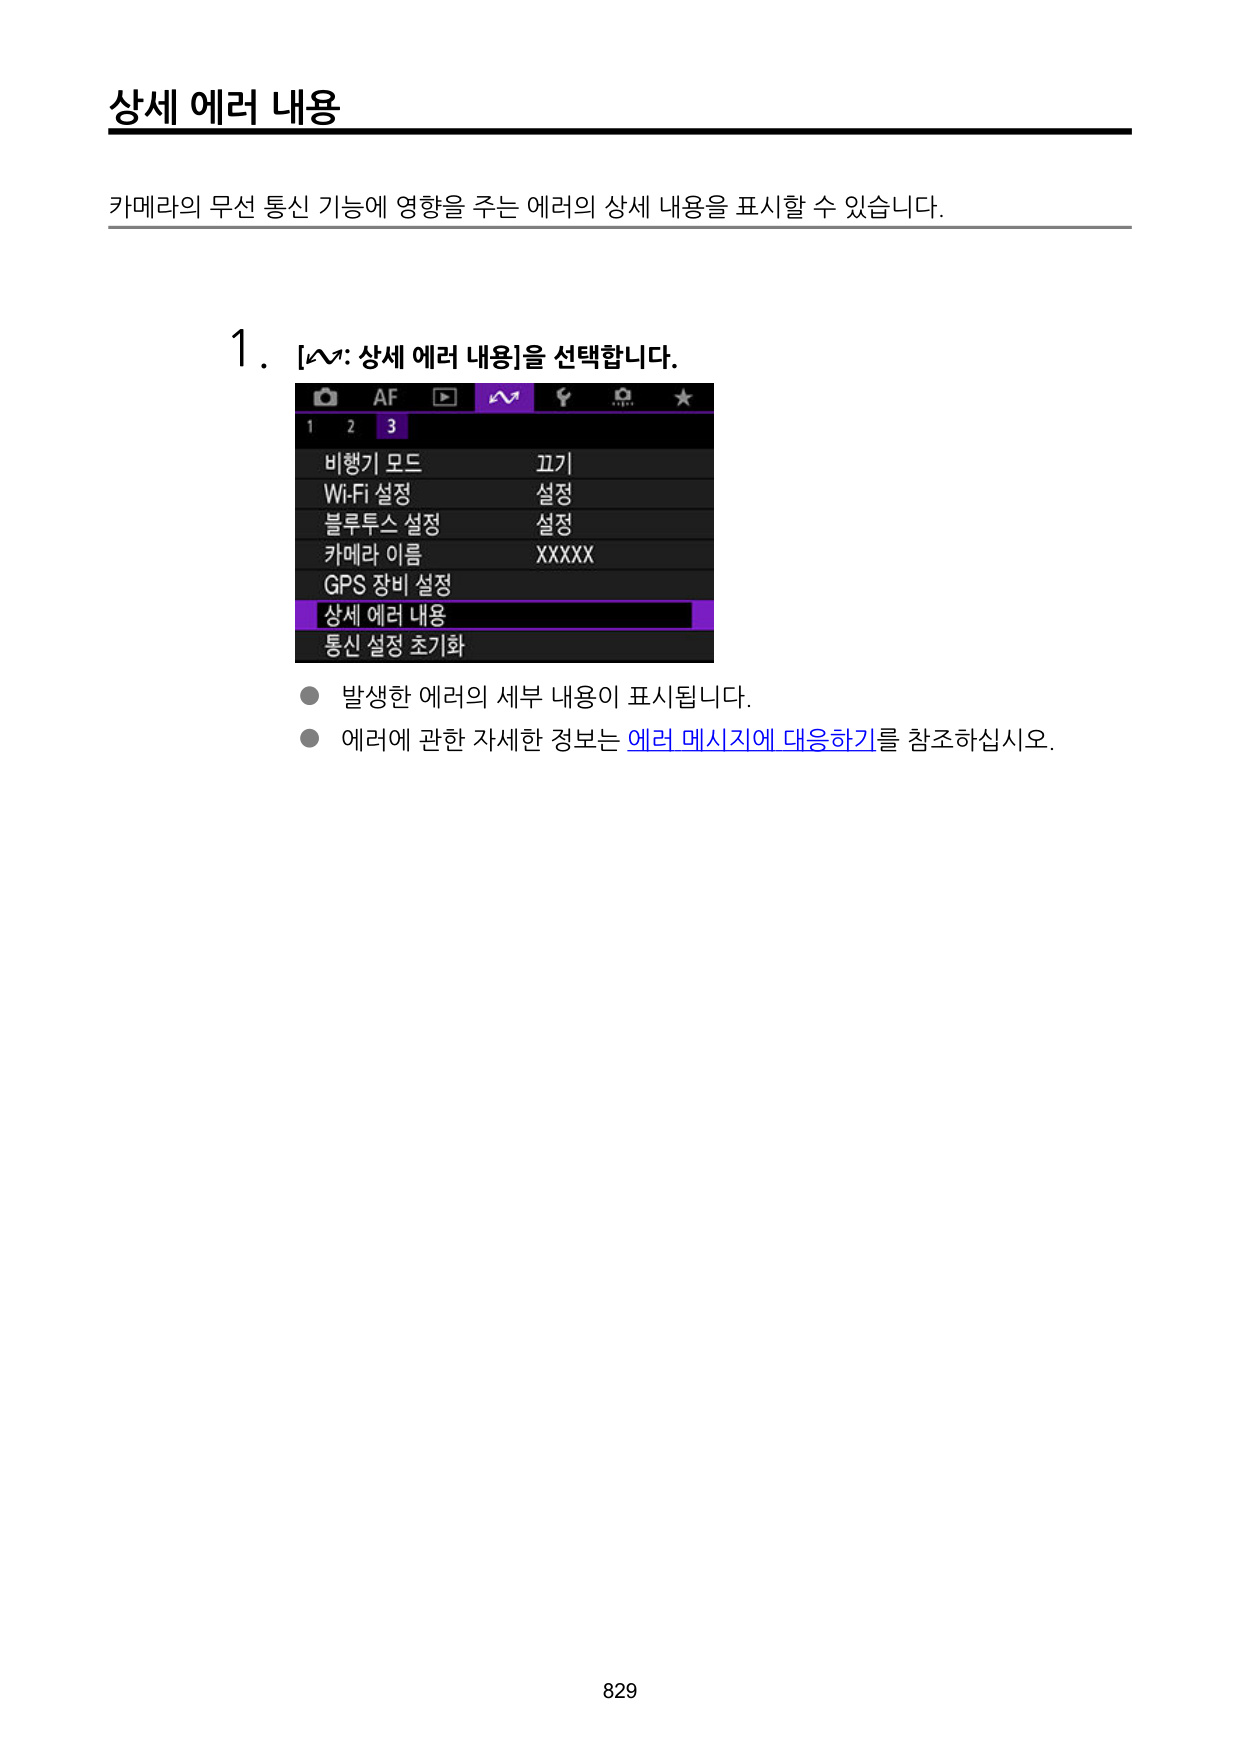 상세 에러 내용
카메라의 무선 통신 기능에 영향을 주는 에러의 상세 내용을 표시할 수 있습니다.
1. [: 상세 에러 내용]을 선택합니다.
AF
1 2 3
비행기 모드 끄기
Wi-Fi 설정 설정
블루투스 설정 설정
카메라 이름 XXXXX
GPS 장비 설정
상세 에러 내용
통신 설정 초기화
● 발생한 에러의 세부 내용이 표시됩니다.
● 에러에 관한 자세한 정보는 에러 메시지에 대응하기를 참조하십시오.
829